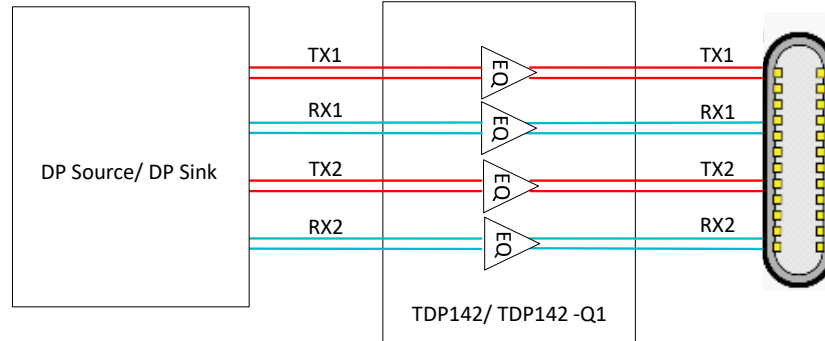 TX1
TX1
EQ
RX1
RX1
EQ
DP Source/ DP Sink
TX2
TX2
EQ
RX2
RX2
EQ
TDP142/ TDP142 -Q1